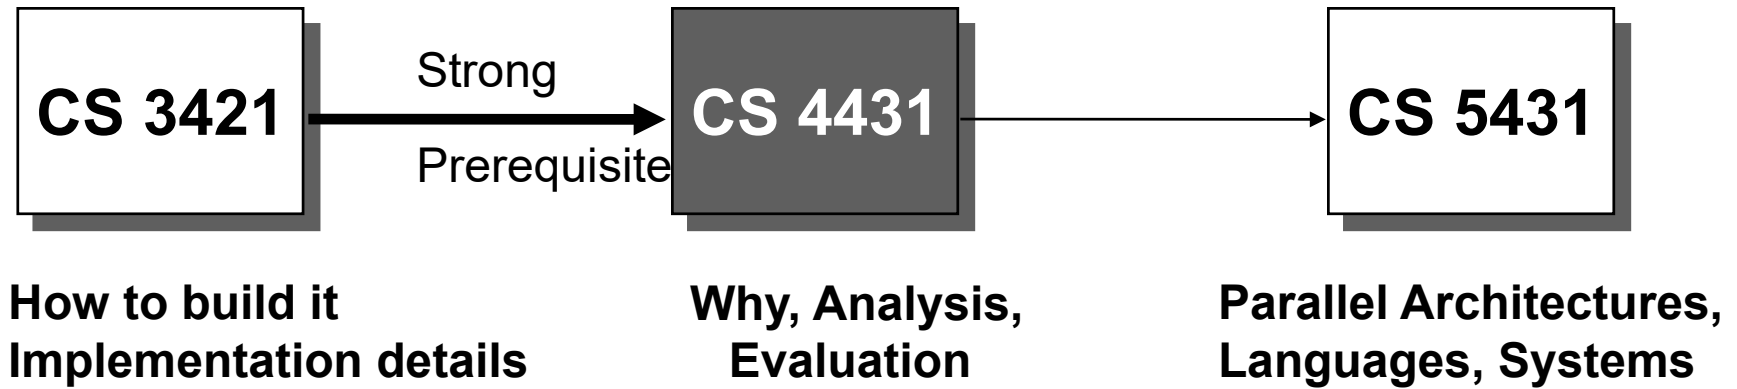 CS 3421
Strong
Prerequisite
CS 4431
CS 5431
How to build it
Implementation details
Why, Analysis,
Evaluation
Parallel Architectures,
Languages, Systems